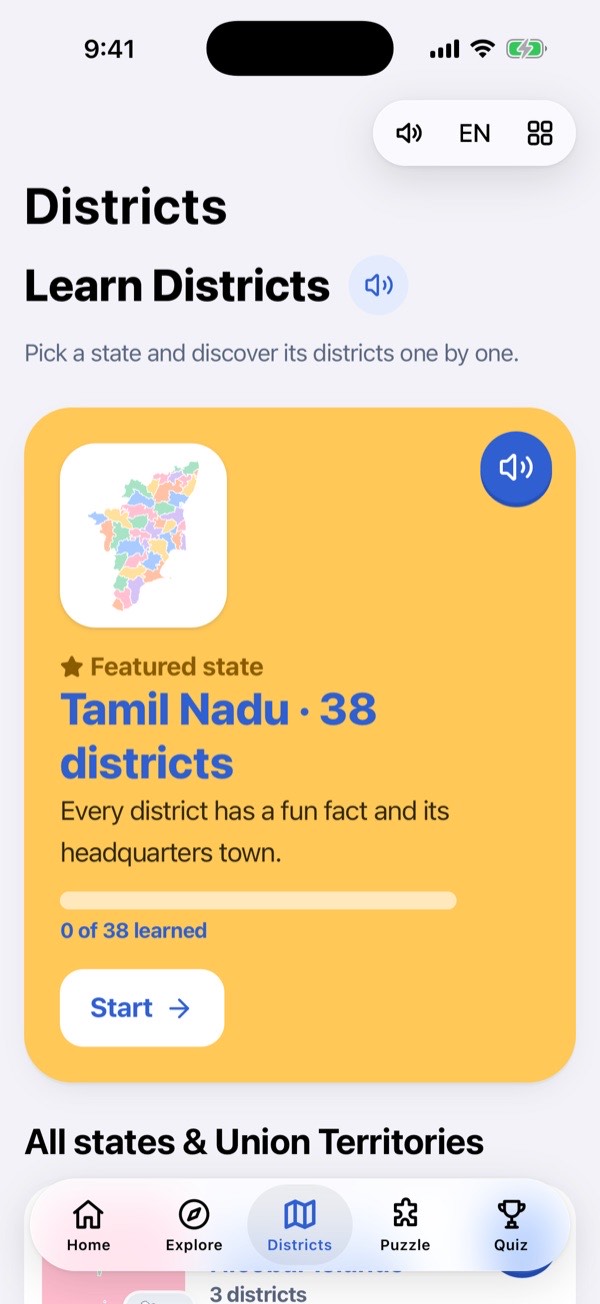 9:41
EN
Districts
Learn Districts
Pick a state and discover its districts one by one.
Featured state
Tamil Nadu · 38
districts
Every district has a fun fact and its
headquarters town.
0 of 38 learned
Start
All states & Union Territories
Home
Explore
Districts
Puzzle
Quiz
3 districts